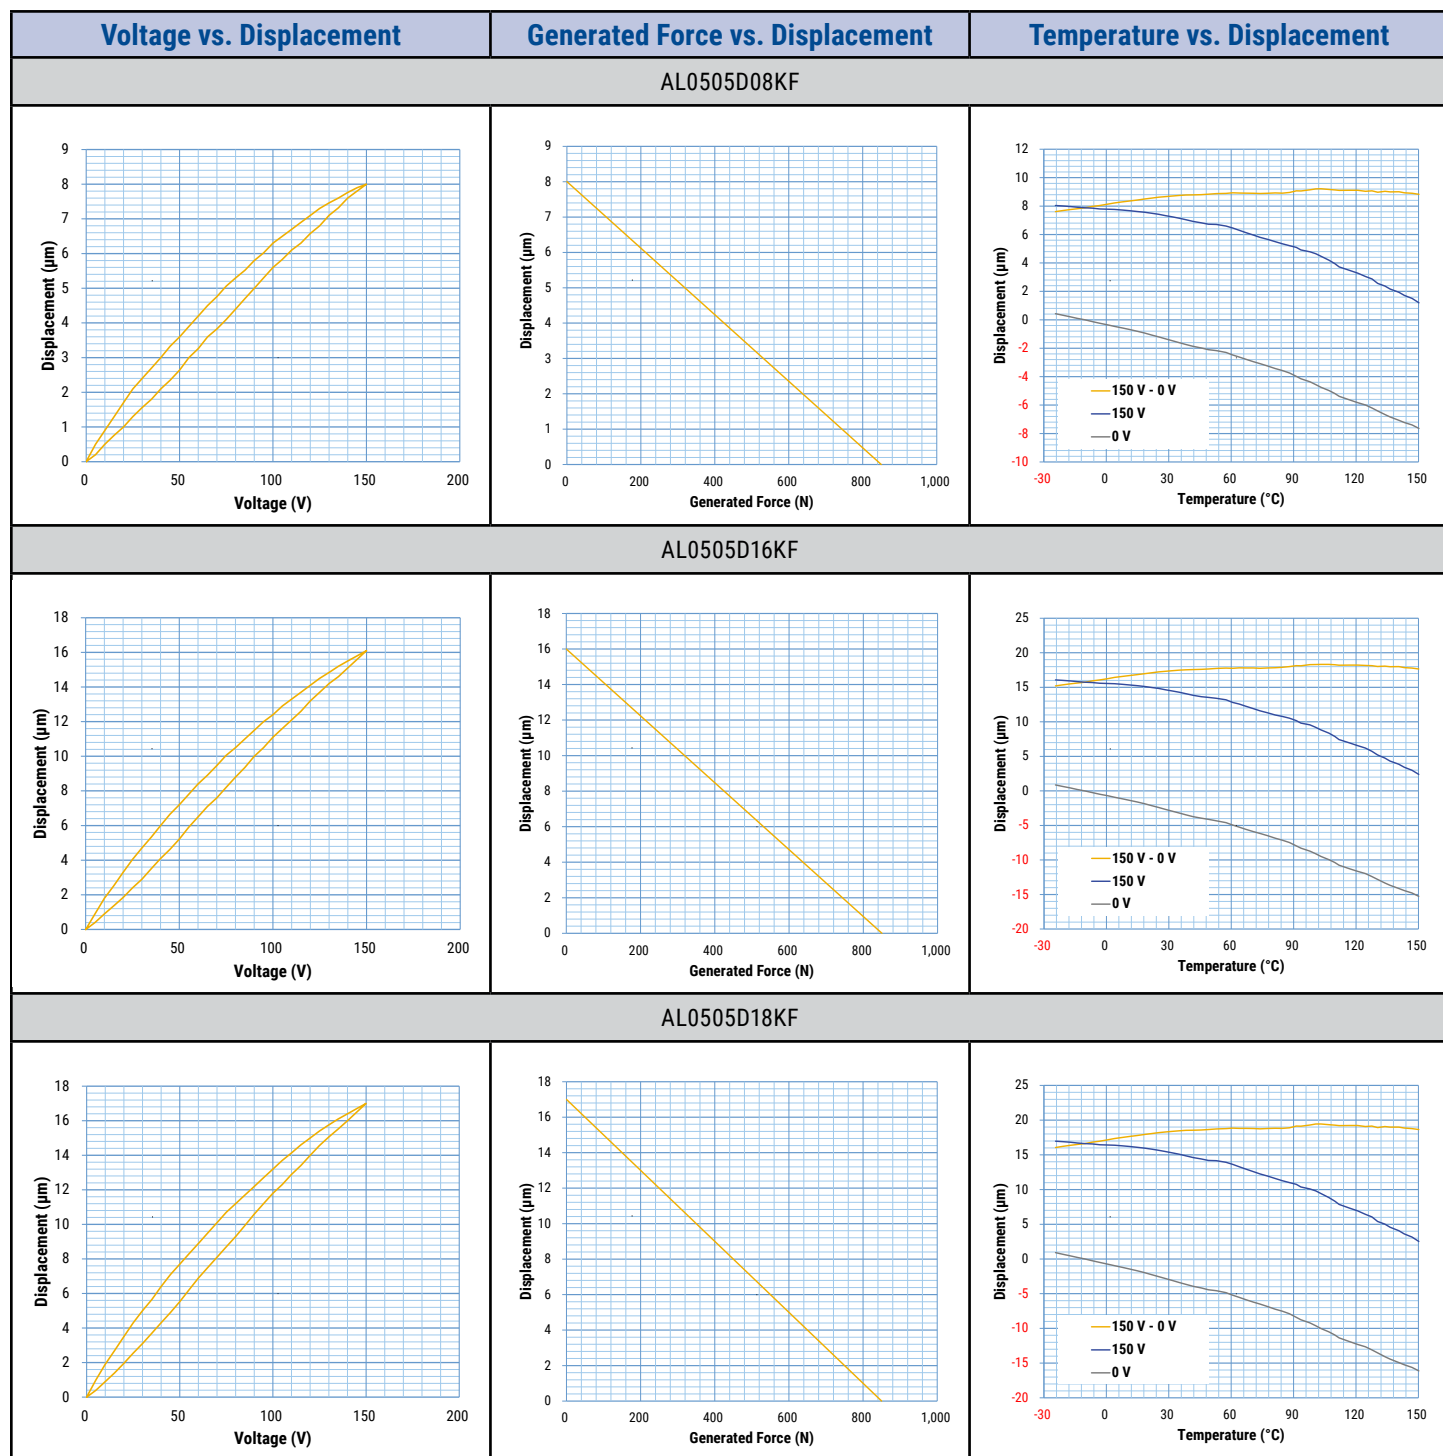 Voltage vs. Displacement
Generated Force vs. Displacement
Temperature vs. Displacement
AL0505D08KF
Displacement (µm)
9
8
7
6
5
4
3
2
1
0
0 50 100 150 200
Voltage (V)
Displacement (µm)
9
8
7
6
5
4
3
2
1
0
0 200 400 600 800 1,000
Generated Force (N)
Displacement (µm)
12
10
8
6
4
2
0
-2
-4
-6
-8
-10
150 V - 0 V
150 V
0 V
-30 0 30 60 90 120 150
Temperature (°C)
AL0505D16KF
Displacement (µm)
18
16
14
12
10
8
6
4
2
0
0 50 100 150 200
Voltage (V)
Displacement (µm)
18
16
14
12
10
8
6
4
2
0
0 200 400 600 800 1,000
Generated Force (N)
Displacement (µm)
25
20
15
10
5
0
-5
-10
-15
-20
150 V - 0 V
150 V
0 V
-30 0 30 60 90 120 150
Temperature (°C)
AL0505D18KF
Displacement (µm)
18
16
14
12
10
8
6
4
2
0
0 50 100 150 200
Voltage (V)
Displacement (µm)
18
16
14
12
10
8
6
4
2
0
0 200 400 600 800 1,000
Generated Force (N)
Displacement (µm)
25
20
15
10
5
0
-5
-10
-15
-20
150 V - 0 V
150 V
0 V
-30 0 30 60 90 120 150
Temperature (°C)